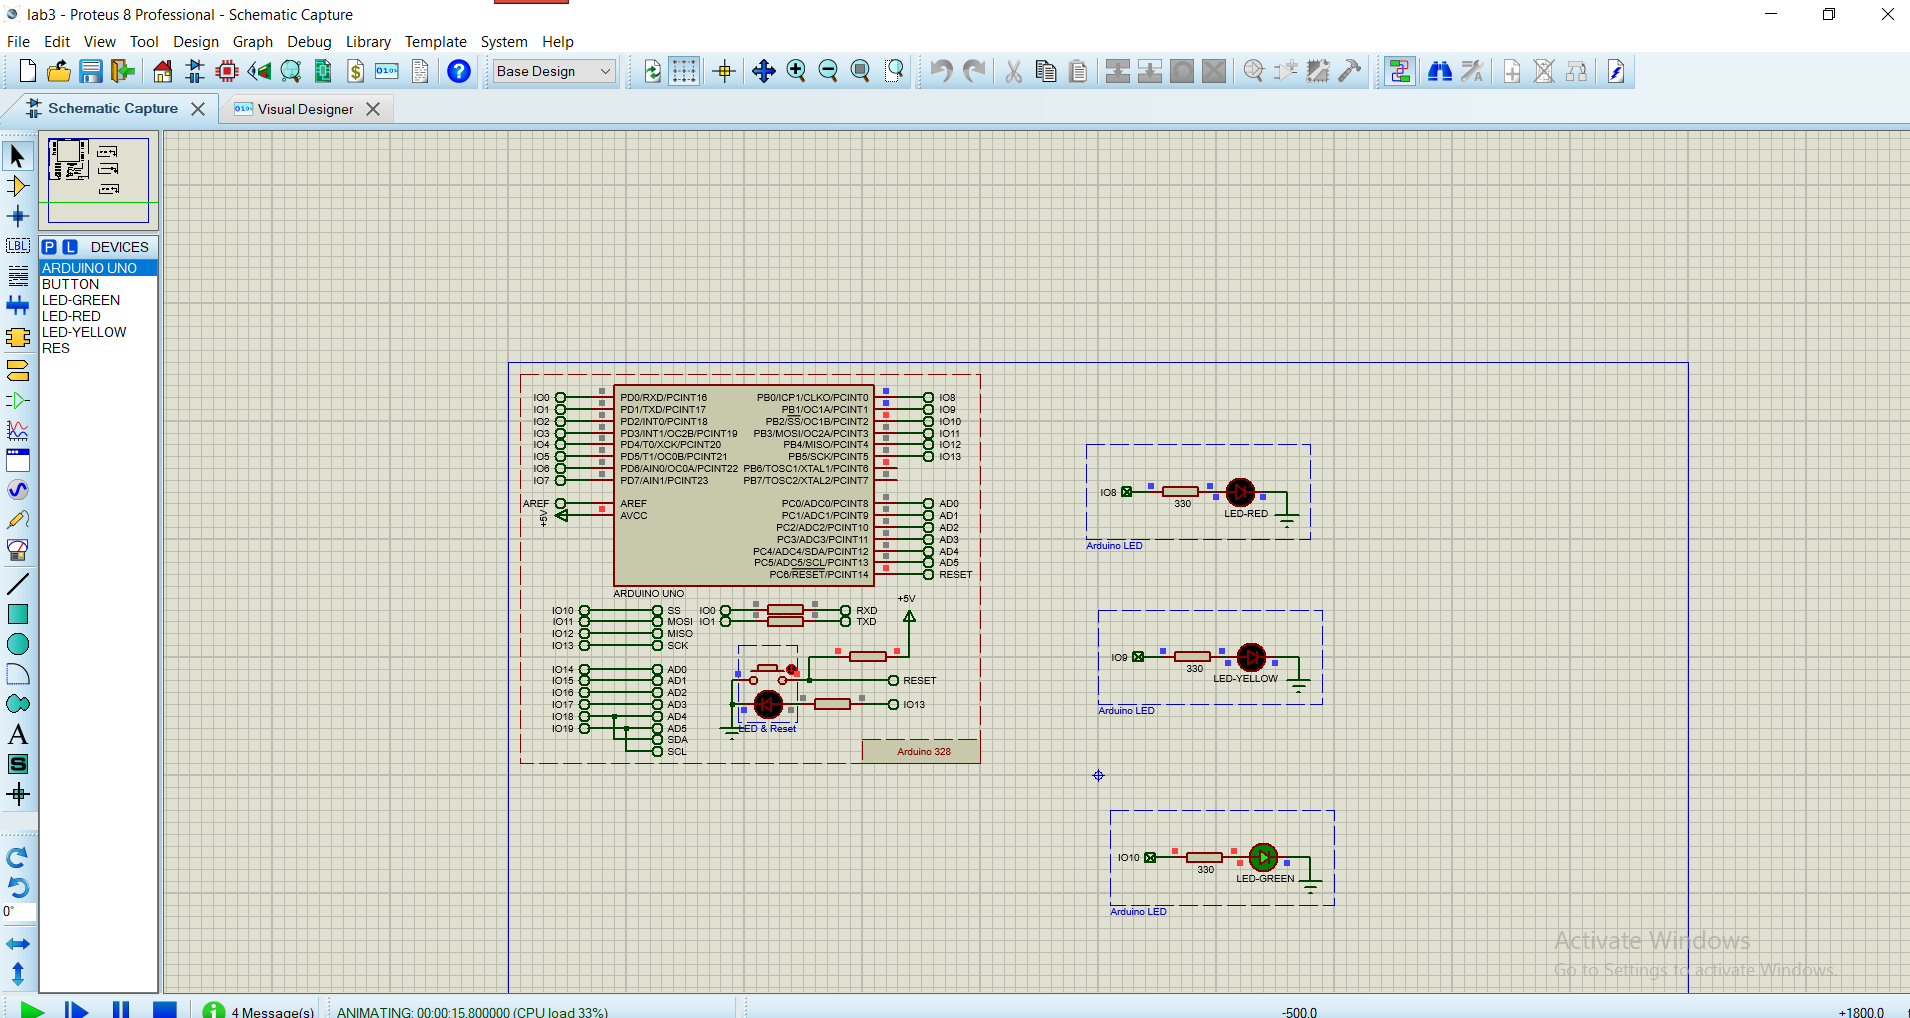 lab3 - Proteus 8 Professional - Schematic Capture
File Edit View Tool Design Graph Debug Library Template System Help
Base Design
Schematic Capture
Visual Designer
P L DEVICES
ARDUINO UNO
BUTTON
LED-GREEN
LED-RED
LED-YELLOW
RES
LBL
A
S
0°
IO0 PD0/RXD/PCINT16 PB0/ICP1/CLKO/PCINT0 IO8
IO1 PD1/TXD/PCINT17 PB1/OC1A/PCINT1 IO9
IO2 PD2/INT0/PCINT18 PB2/SS/OC1B/PCINT2 IO10
IO3 PD3/INT1/OC2B/PCINT19 PB3/MOSI/OC2A/PCINT3 IO11
IO4 PD4/T0/XCK/PCINT20 PB4/MISO/PCINT4 IO12
IO5 PD5/T1/OC0B/PCINT21 PB5/SCK/PCINT5 IO13
IO6 PD6/AIN0/OC0A/PCINT22 PB6/TOSC1/XTAL1/PCINT6
IO7 PD7/AIN1/PCINT23 PB7/TOSC2/XTAL2/PCINT7
AREF AREF PC0/ADC0/PCINT8 AD0
+5V AVCC PC1/ADC1/PCINT9 AD1
PC2/ADC2/PCINT10 AD2
PC3/ADC3/PCINT11 AD3
PC4/ADC4/SDA/PCINT12 AD4
PC5/ADC5/SCL/PCINT13 AD5
PC6/RESET/PCINT14 RESET
ARDUINO UNO
+5V
IO10 SS IO0 RXD
IO11 MOSI IO1 TXD
IO12 MISO
IO13 SCK
IO14 AD0
IO15 AD1 RESET
IO16 AD2
IO17 AD3 IO13
IO18 AD4
IO19 AD5 LED & Reset
SDA
SCL
Arduino 328
IO8
330
LED-RED
Arduino LED
IO9
330
LED-YELLOW
Arduino LED
IO10
330
LED-GREEN
Arduino LED
Activate Windows
Go to Settings to activate Windows.
4 Message(s)
ANIMATING: 00:00:15.800000 (CPU load 33%)
-500.0
+1800.0